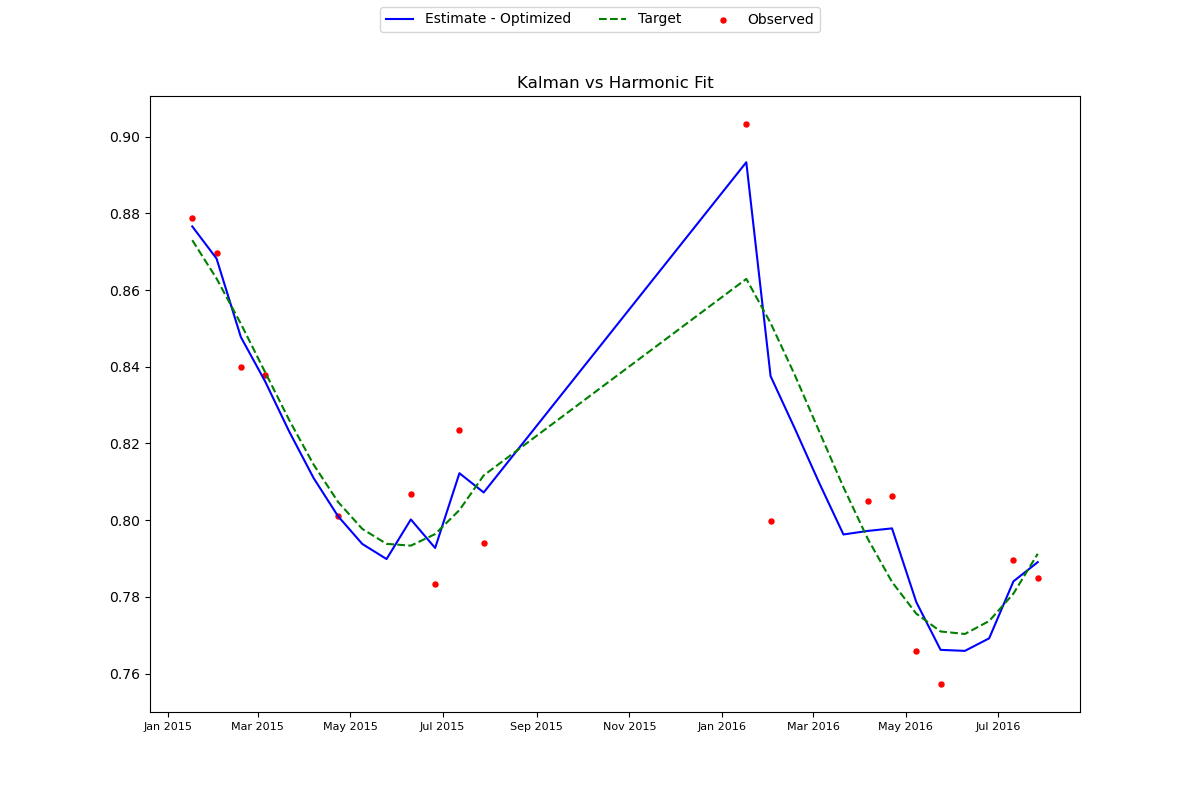 Estimate - Optimized Target Observed
Kalman vs Harmonic Fit
0.90
0.88
0.86
0.84
0.82
0.80
0.78
0.76
Jan 2015 Mar 2015 May 2015 Jul 2015 Sep 2015 Nov 2015 Jan 2016 Mar 2016 May 2016 Jul 2016